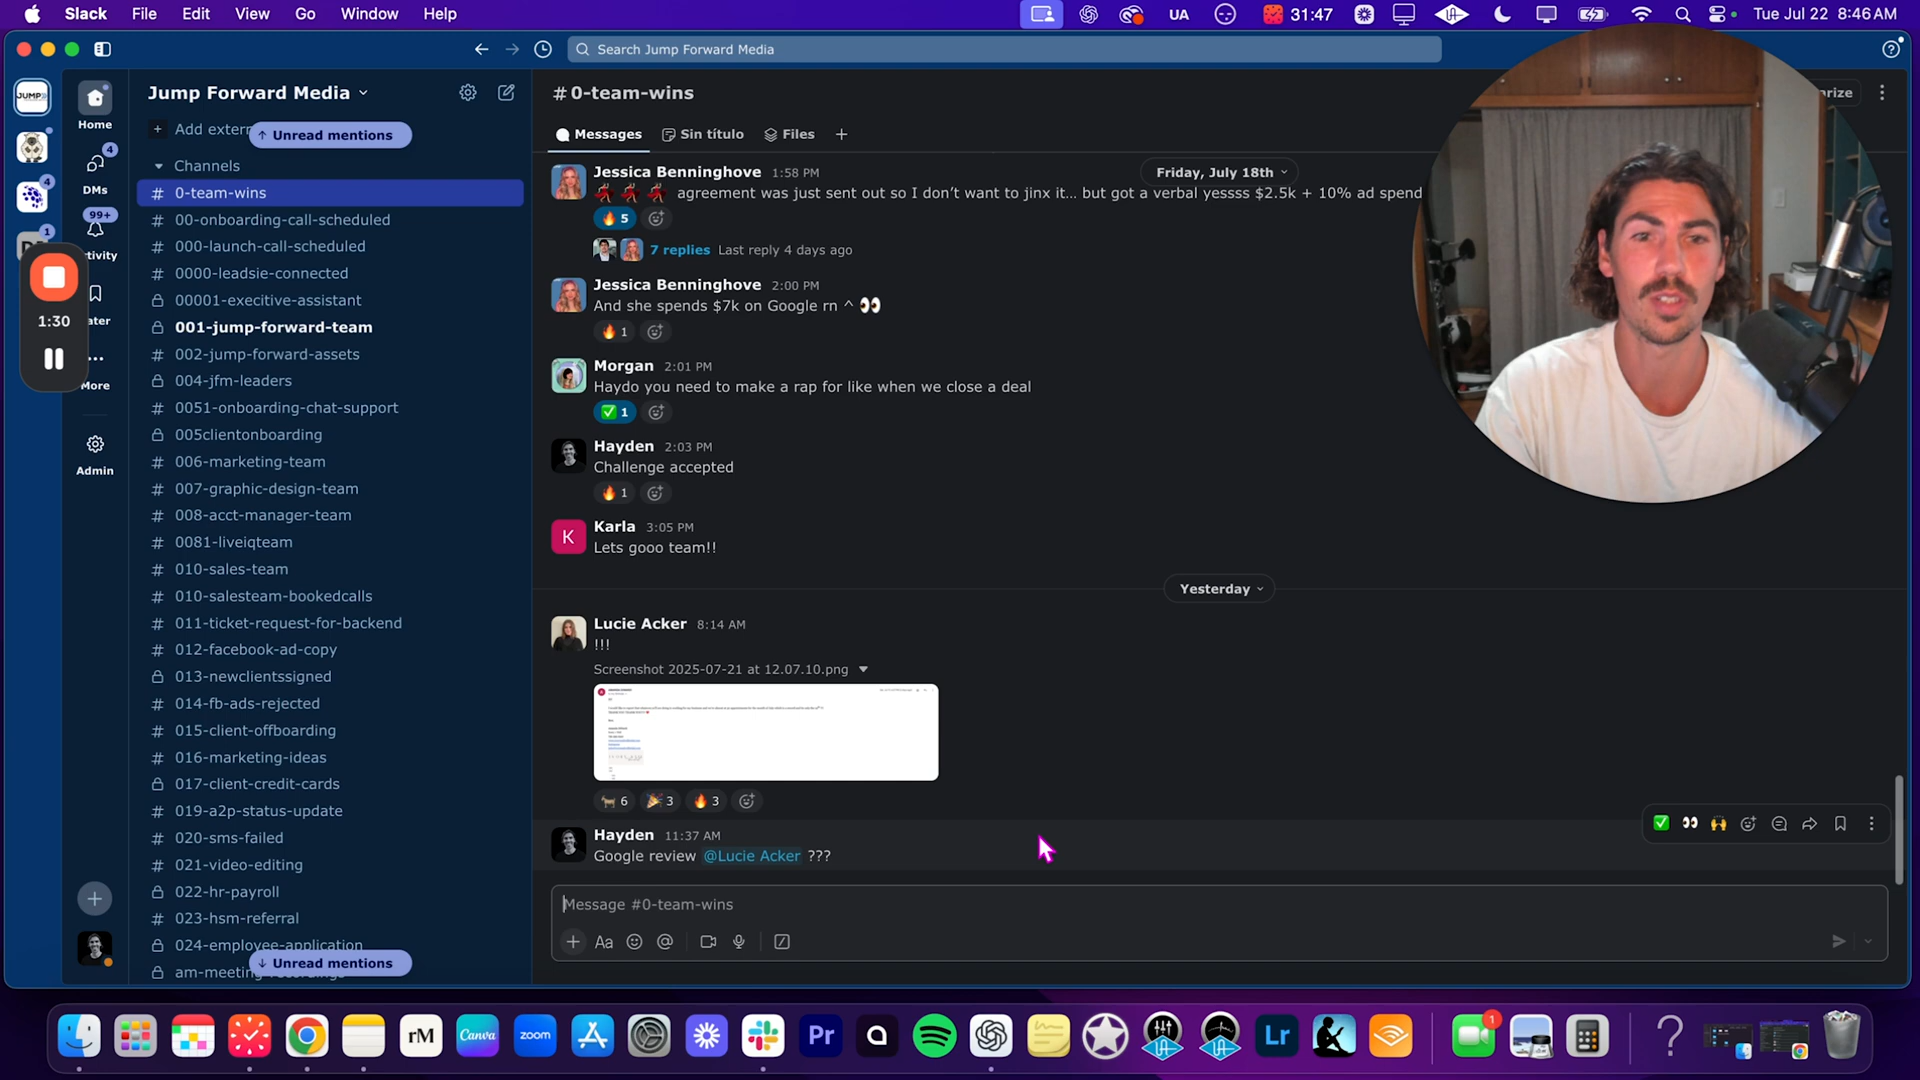 Slack File Edit View Go Window Help
UA 31:47 Tue Jul 22 8:46 AM
Search Jump Forward Media
JUMP
Jump Forward Media
Home
4
DMs
4
99+
1
1:30
More
Admin
Unread mentions
Channels
# 0-team-wins
# 00-onboarding-call-scheduled
# 000-launch-call-scheduled
# 0000-leadsie-connected
00001-execitive-assistant
001-jump-forward-team
# 002-jump-forward-assets
004-jfm-leaders
# 0051-onboarding-chat-support
005clientonboarding
# 006-marketing-team
# 007-graphic-design-team
# 008-acct-manager-team
# 0081-liveiqteam
# 010-sales-team
# 010-salesteam-bookedcalls
# 011-ticket-request-for-backend
# 012-facebook-ad-copy
013-newclientssigned
# 014-fb-ads-rejected
# 015-client-offboarding
# 016-marketing-ideas
017-client-credit-cards
# 019-a2p-status-update
# 020-sms-failed
# 021-video-editing
022-hr-payroll
# 023-hsm-referral
024-employee-application
Unread mentions
# 0-team-wins
Messages Sin título Files
Friday, July 18th
Jessica Benninghove 1:58 PM
💃 💃 💃 agreement was just sent out so I don’t want to jinx it… but got a verbal yessss $2.5k + 10% ad spend
🔥 5
7 replies Last reply 4 days ago
Jessica Benninghove 2:00 PM
And she spends $7k on Google rn ^ 👀
🔥 1
Morgan 2:01 PM
Haydo you need to make a rap for like when we close a deal
✅ 1
Hayden 2:03 PM
Challenge accepted
🔥 1
K
Karla 3:05 PM
Lets gooo team!!
Yesterday
Lucie Acker 8:14 AM
!!!
Screenshot 2025-07-21 at 12.07.10.png
🐐 6 🎉 3 🔥 3
Hayden 11:37 AM
Google review @Lucie Acker ???
Message #0-team-wins
Aa
rM Canva zoom Pr Lr 1